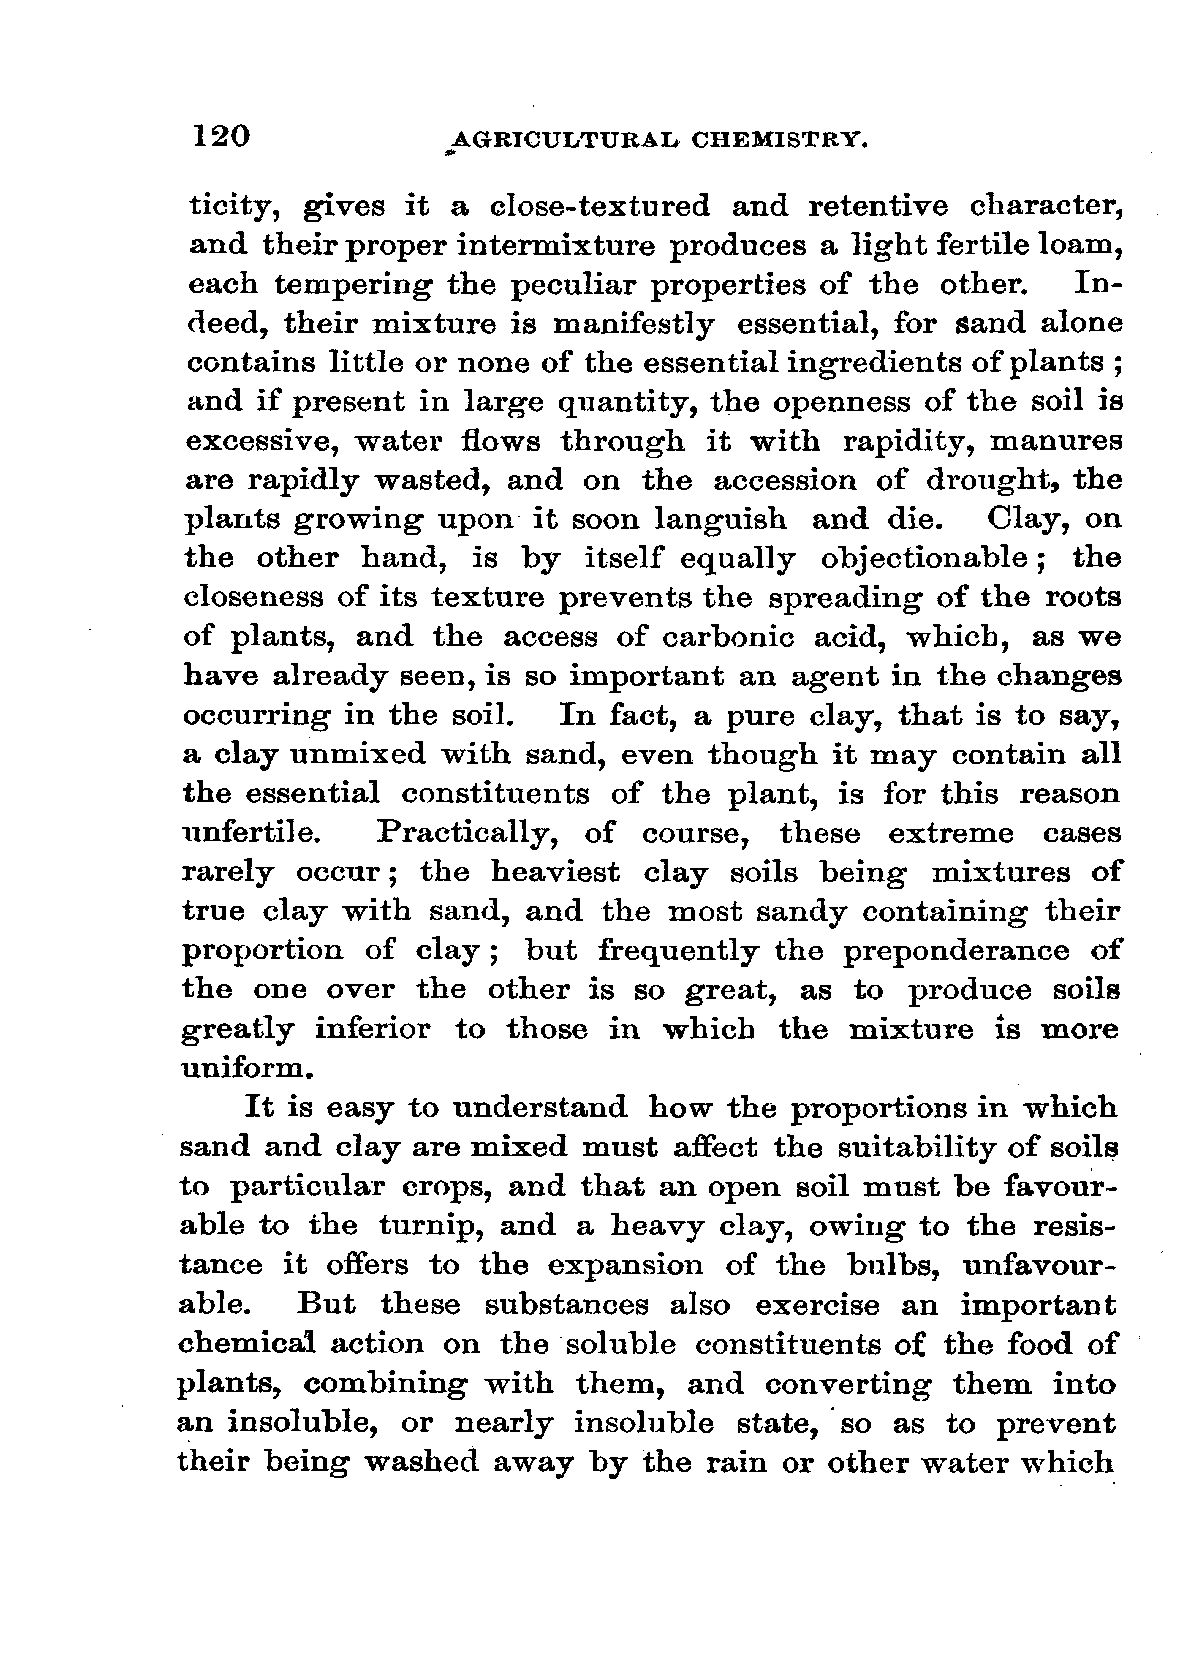 120 AGRICULTURAL CHEMISTRY.
ticity, gives it a close-textured and retentive character,
and their proper intermixture produces a light fertile loam,
each tempering the peculiar properties of the other. In-
deed, their mixture is manifestly essential, for sand alone
contains little or none of the essential ingredients of plants ;
and if present in large quantity, the openness of the soil is
excessive, water flows through it with rapidity, manures
are rapidly wasted, and on the accession of drought, the
plants growing upon it soon languish and die. Clay, on
the other hand, is by itself equally objectionable ; the
closeness of its texture prevents the spreading of the roots
of plants, and the access of carbonic acid, which, as we
have already seen, is so important an agent in the changes
occurring in the soil. In fact, a pure clay, that is to say,
a clay unmixed with sand, even though it may contain all
the essential constituents of the plant, is for this reason
unfertile. Practically, of course, these extreme cases
rarely occur ; the heaviest clay soils being mixtures of
true clay with sand, and the most sandy containing their
proportion of clay ; but frequently the preponderance of
the one over the other is so great, as to produce soils
greatly inferior to those in which the mixture is more
uniform.
It is easy to understand how the proportions in which
sand and clay are mixed must affect the suitability of soils
to particular crops, and that an open soil must be favour-
able to the turnip, and a heavy clay, owing to the resis-
tance it offers to the expansion of the bulbs, unfavour-
able. But these substances also exercise an important
chemical action on the soluble constituents of the food of
plants, combining with them, and converting them into
an insoluble, or nearly insoluble state, so as to prevent
their being washed away by the rain or other water which